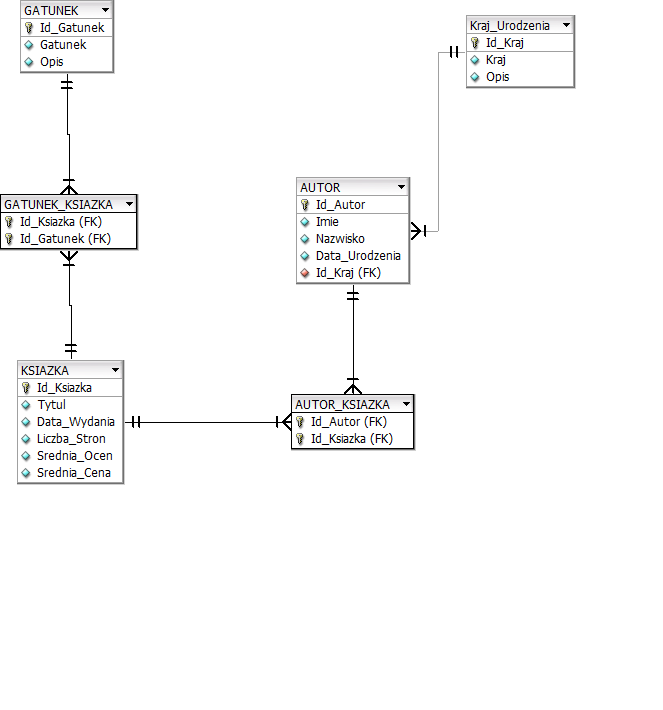 GATUNEK
Id_Gatunek
Gatunek
Opis
Kraj_Urodzenia
Id_Kraj
Kraj
Opis
GATUNEK_KSIAZKA
Id_Ksiazka (FK)
Id_Gatunek (FK)
AUTOR
Id_Autor
Imie
Nazwisko
Data_Urodzenia
Id_Kraj (FK)
KSIAZKA
Id_Ksiazka
Tytul
Data_Wydania
Liczba_Stron
Srednia_Ocen
Srednia_Cena
AUTOR_KSIAZKA
Id_Autor (FK)
Id_Ksiazka (FK)